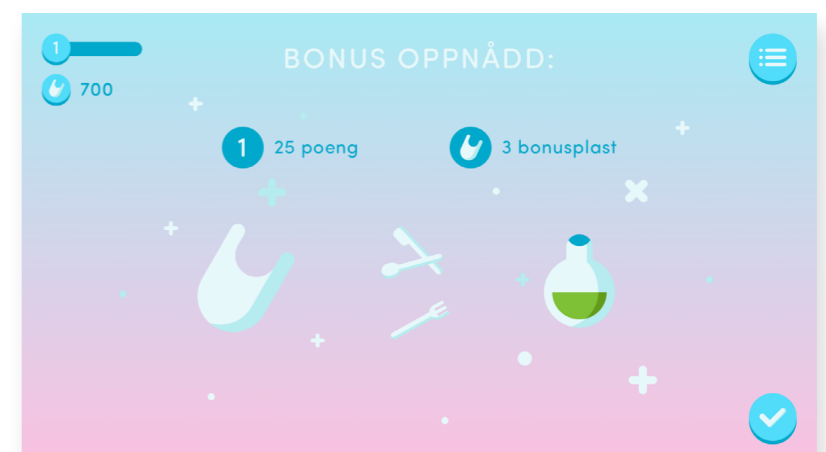 1
BONUS OPPNÅDD:
700
1 25 poeng
3 bonusplast